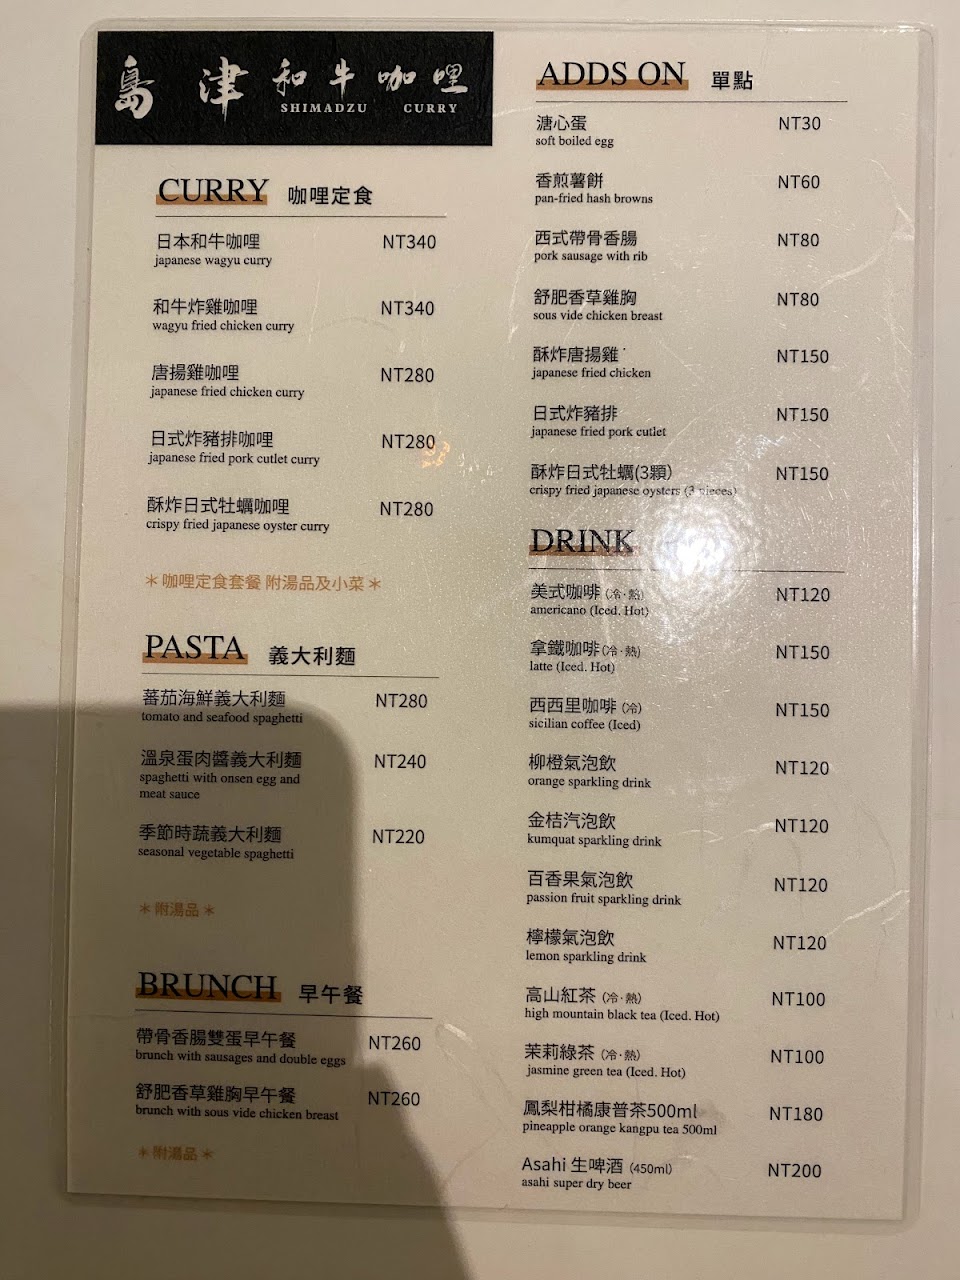 島津和牛咖哩
SHIMADZU CURRY
CURRY 咖哩定食
日本和牛咖哩 NT340
japanese wagyu curry
和牛炸雞咖哩 NT340
wagyu fried chicken curry
唐揚雞咖哩 NT280
japanese fried chicken curry
日式炸豬排咖哩 NT280
japanese fried pork cutlet curry
酥炸日式牡蠣咖哩 NT280
crispy fried japanese oyster curry
＊咖哩定食套餐 附湯品及小菜＊
PASTA 義大利麵
蕃茄海鮮義大利麵 NT280
tomato and seafood spaghetti
溫泉蛋肉醬義大利麵 NT240
spaghetti with onsen egg and
meat sauce
季節時蔬義大利麵 NT220
seasonal vegetable spaghetti
＊附湯品＊
BRUNCH 早午餐
帶骨香腸雙蛋早午餐 NT260
brunch with sausages and double eggs
舒肥香草雞胸早午餐 NT260
brunch with sous vide chicken breast
＊附湯品＊
ADDS ON 單點
溏心蛋 NT30
soft boiled egg
香煎薯餅 NT60
pan-fried hash browns
西式帶骨香腸 NT80
pork sausage with rib
舒肥香草雞胸 NT80
sous vide chicken breast
酥炸唐揚雞 NT150
japanese fried chicken
日式炸豬排 NT150
japanese fried pork cutlet
酥炸日式牡蠣(3顆) NT150
crispy fried japanese oysters (3 pieces)
DRINK
美式咖啡 (冷·熱) NT120
americano (Iced. Hot)
拿鐵咖啡 (冷·熱) NT150
latte (Iced. Hot)
西西里咖啡 (冷) NT150
sicilian coffee (Iced)
柳橙氣泡飲 NT120
orange sparkling drink
金桔汽泡飲 NT120
kumquat sparkling drink
百香果氣泡飲 NT120
passion fruit sparkling drink
檸檬氣泡飲 NT120
lemon sparkling drink
高山紅茶 (冷·熱) NT100
high mountain black tea (Iced. Hot)
茉莉綠茶 (冷·熱) NT100
jasmine green tea (Iced. Hot)
鳳梨柑橘康普茶500ml NT180
pineapple orange kangpu tea 500ml
Asahi 生啤酒 (450ml) NT200
asahi super dry beer